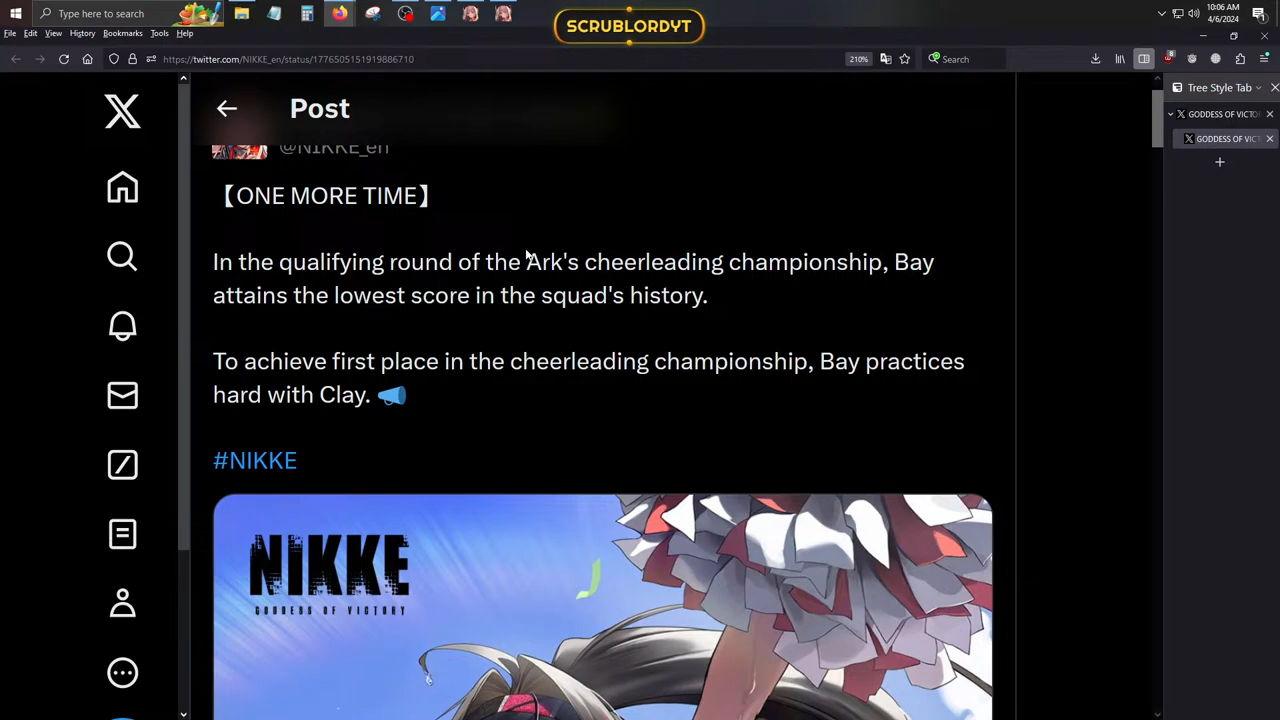 Type here to search
SCRUBLORDYT
10:06 AM
4/6/2024
File Edit View History Bookmarks Tools Help
https://twitter.com/NIKKE_en/status/1776505151919886710
210%
Search
Tree Style Tab
GODDESS OF VICTO
GODDESS OF VICT
Post
@NIKKE_en
【ONE MORE TIME】
In the qualifying round of the Ark's cheerleading championship, Bay
attains the lowest score in the squad's history.
To achieve first place in the cheerleading championship, Bay practices
hard with Clay.
#NIKKE
NIKKE
GODDESS OF VICTORY